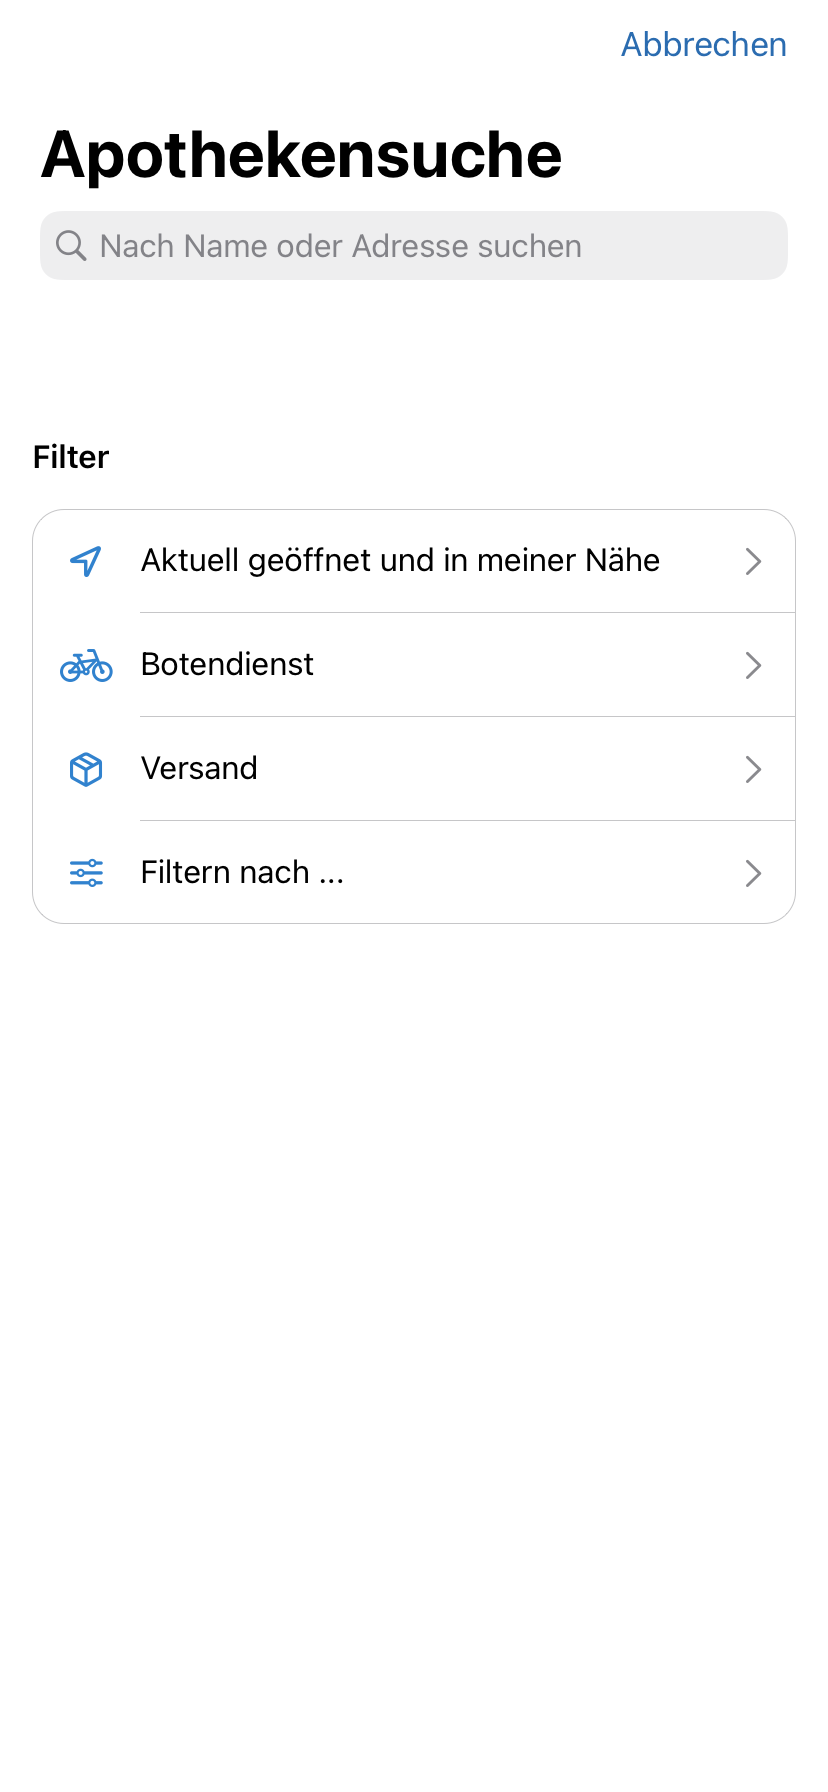 Abbrechen
Apothekensuche
Nach Name oder Adresse suchen
Filter
Aktuell geöffnet und in meiner Nähe
Botendienst
Versand
Filtern nach ...